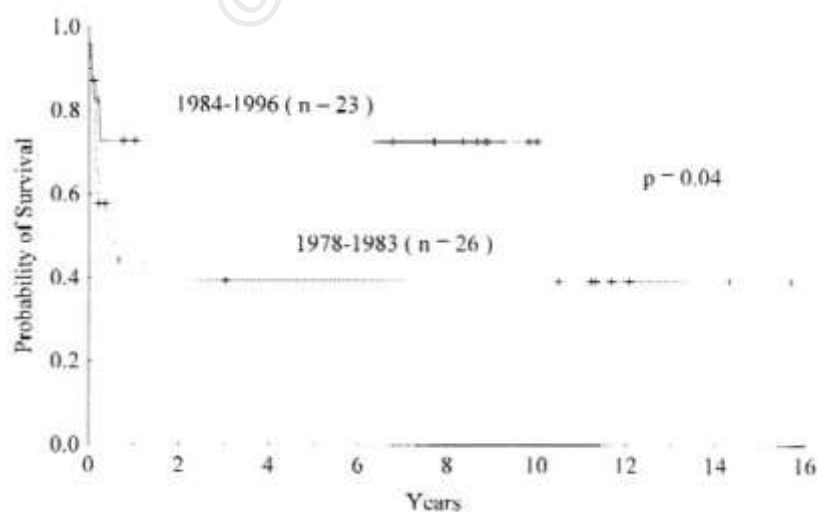 ©
1.0
0.8
0.6
0.4
0.2
0.0
Probability of Survival
1984-1996 ( n – 23 )
p = 0.04
1978-1983 ( n = 26 )
0 2 4 6 8 10 12 14 16
Years